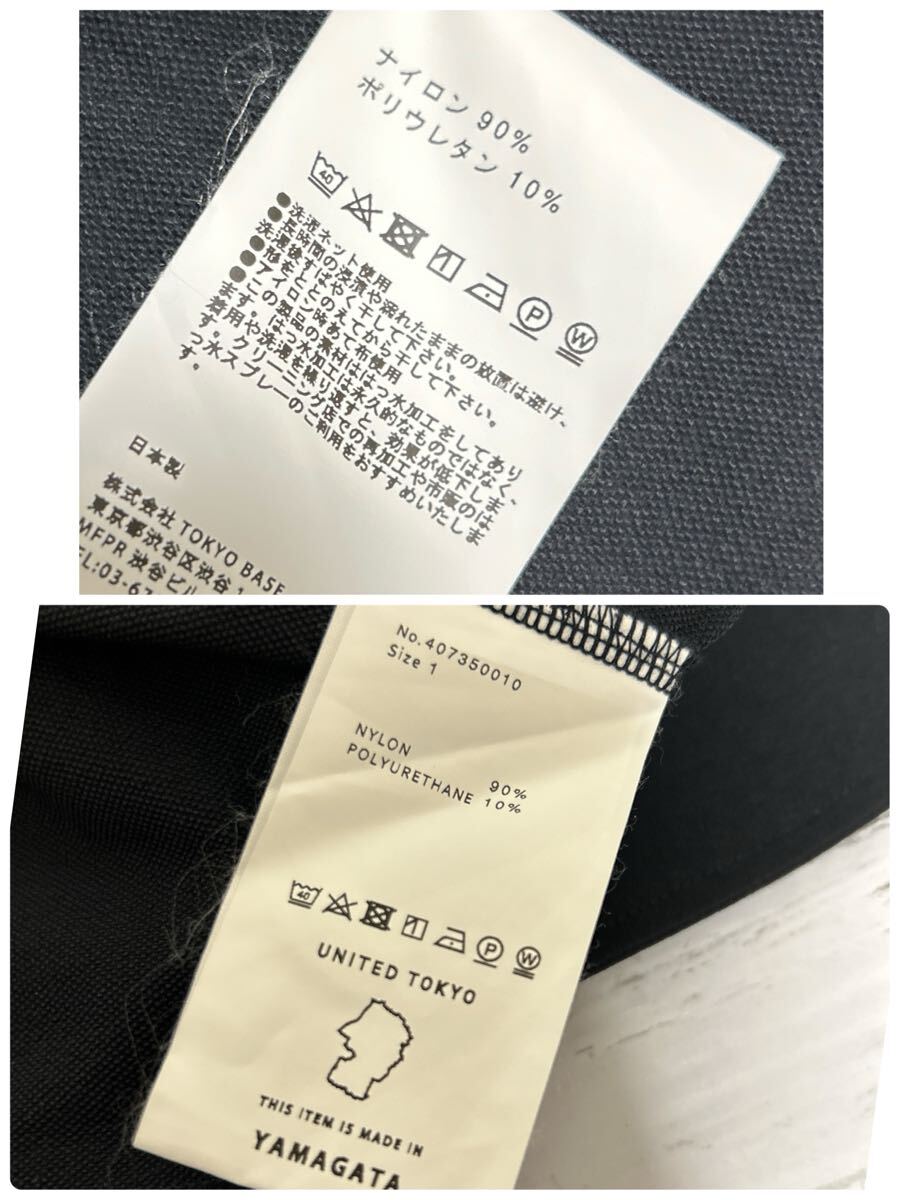 ナイロン 90%
ポリウレタン 10%
40
P
W
●洗濯ネット使用
●長時間の浸漬や濡れたままの放置は避け、
洗濯後すばやく干して下さい。
●形をととのえてから干して下さい。
●アイロン時あて布使用
●この製品の素材ははっ水加工をしてあり
ます。はっ水加工は永久的なものではなく、
着用や洗濯を繰り返すと、効果が低下しま
す。クリーニング店での再加工や市販のは
っ水スプレーのご利用をおすすめいたしま
す。
日本製
株式会社 TOKYO BASE
東京都渋谷区渋谷
MFPR 渋谷ビル
No.407350010
Size 1
NYLON 90%
POLYURETHANE 10%
40
P
W
UNITED TOKYO
THIS ITEM IS MADE IN
YAMAGATA